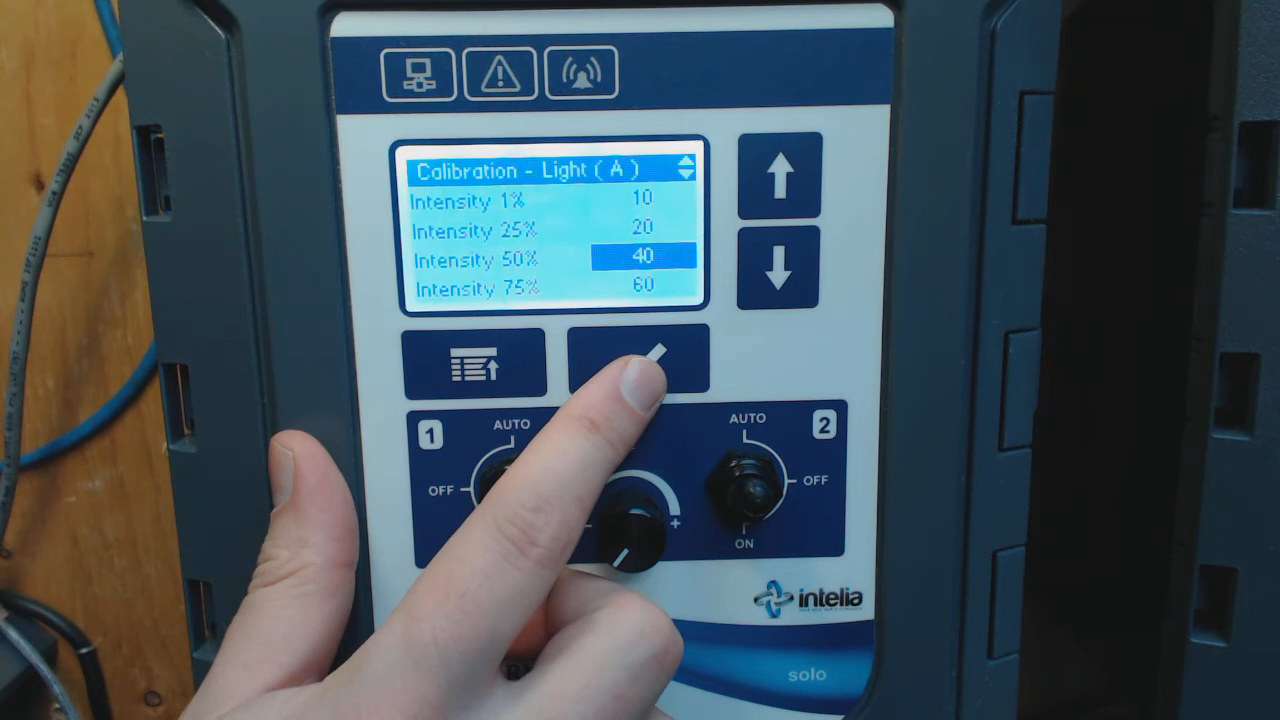 Calibration - Light ( A )
Intensity 1% 10
Intensity 25% 20
Intensity 50% 40
Intensity 75% 60
1 AUTO
OFF
AUTO 2
OFF
ON
- +
intelia
solo